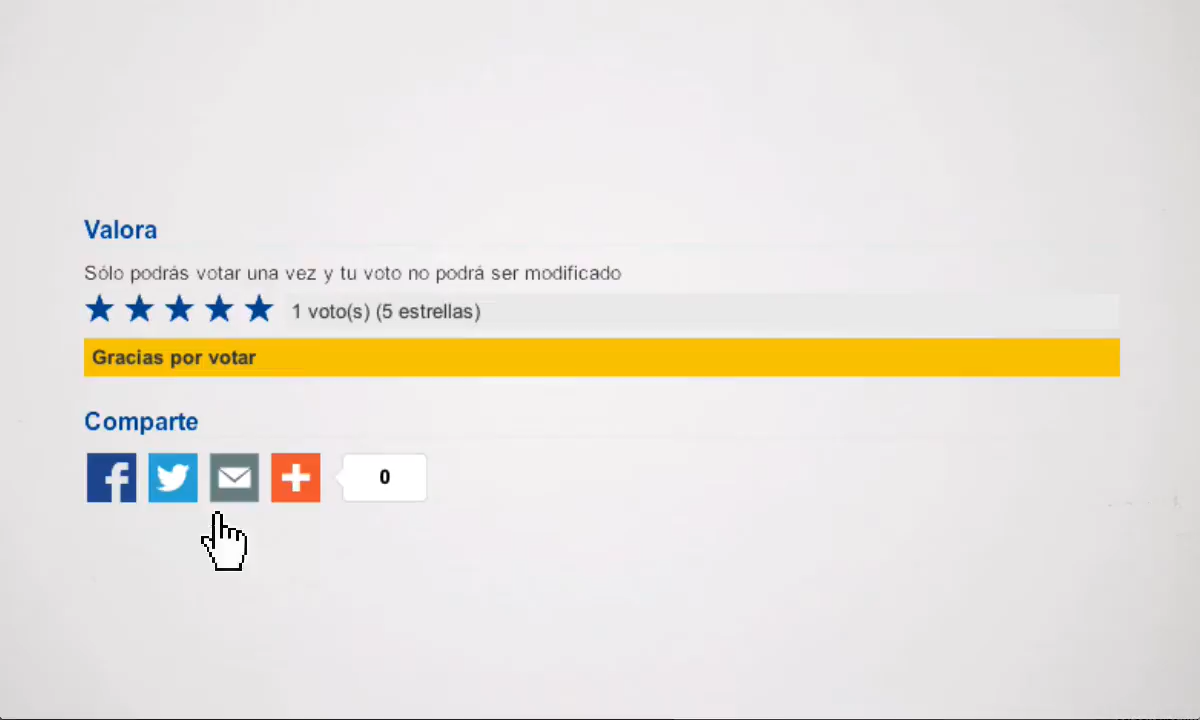 Valora
Sólo podrás votar una vez y tu voto no podrá ser modificado
1 voto(s) (5 estrellas)
Gracias por votar
Comparte
0